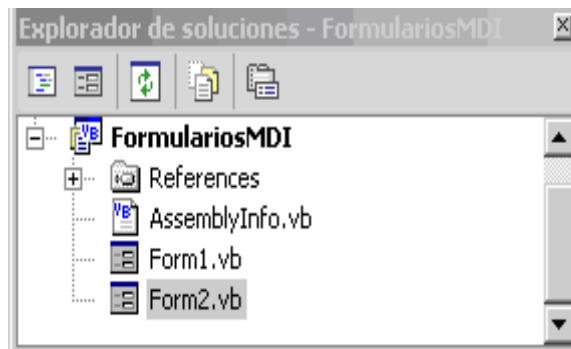 Explorador de soluciones - FormulariosMDI
FormulariosMDI
References
AssemblyInfo.vb
Form1.vb
Form2.vb